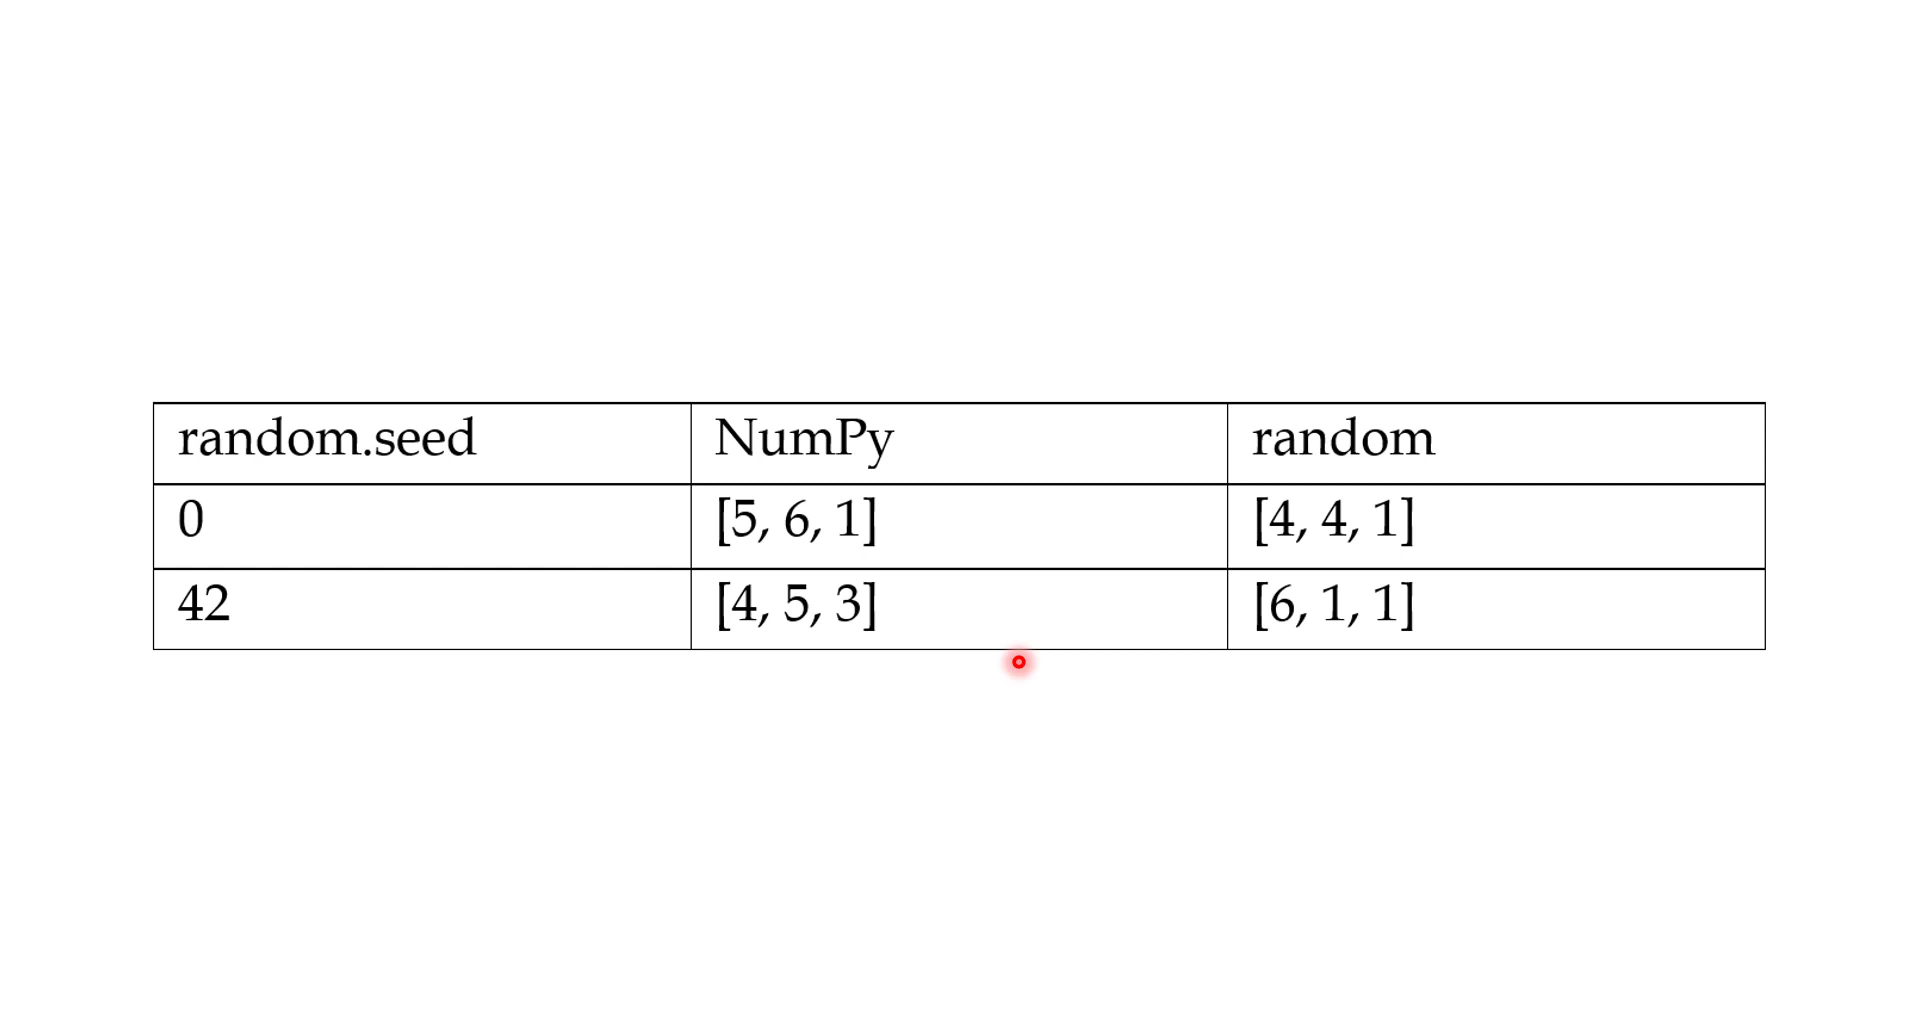 random.seed NumPy random
0 [5, 6, 1] [4, 4, 1]
42 [4, 5, 3] [6, 1, 1]